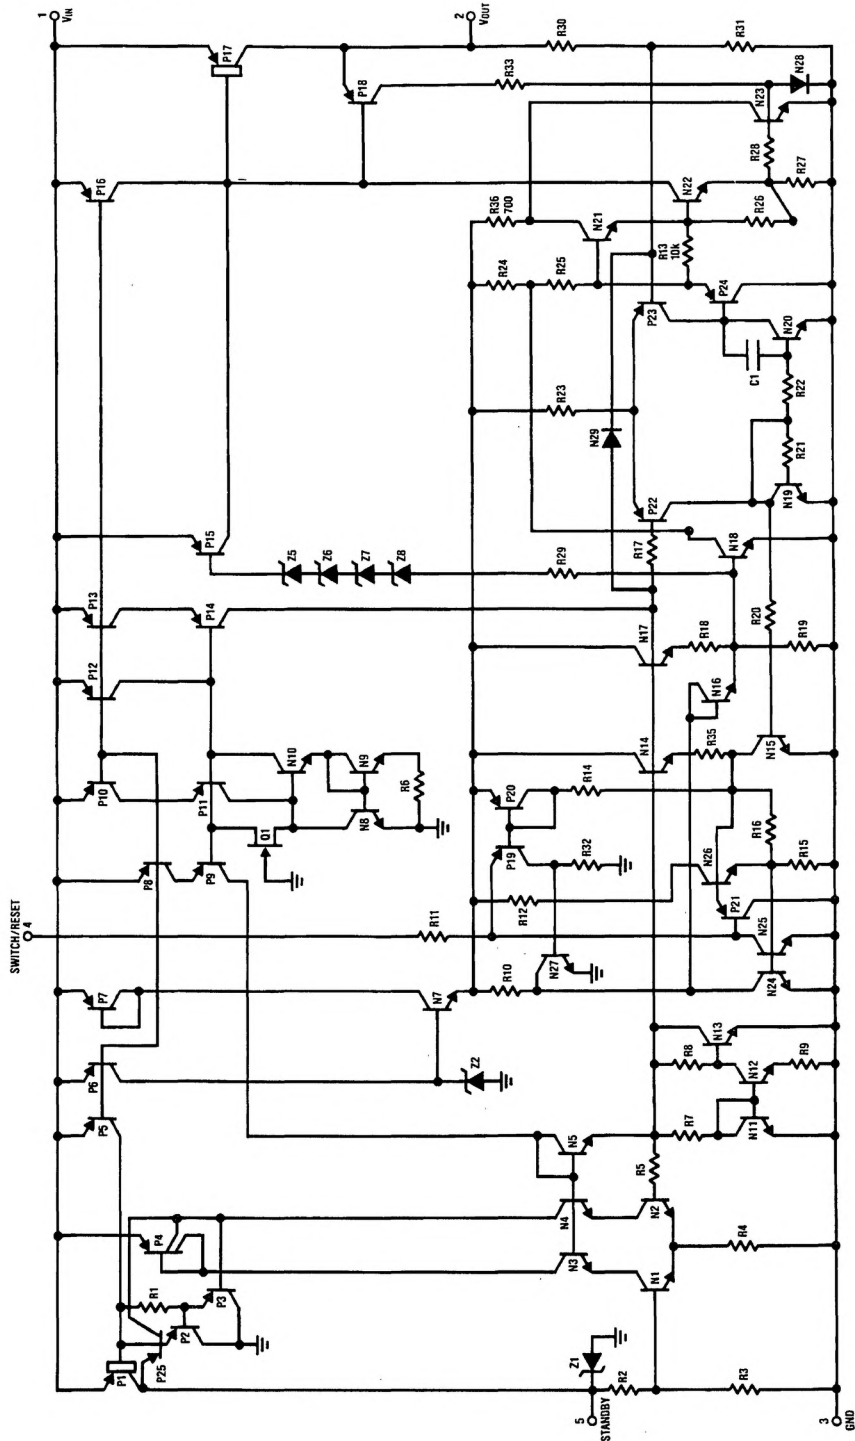 1
VIN
2
VOUT
P17
R30
R31
P18
R33
N28
N23
P16
R28
R27
R36
700
N21
N22
R26
R24
R25
R13
10k
P24
P23
N20
C1
R23
R22
N29
R21
P22
N19
P15
Z5
Z6
Z7
Z8
R29
R17
N18
P13
P14
R20
N17
R18
R19
P12
N16
P10
P11
N10
N9
R6
N14
R35
N15
Q1
N8
P20
R14
R16
P8
P9
P19
R32
N26
R15
SWITCH/RESET
4
R11
R12
P21
N25
N27
P7
N7
R10
N24
P6
Z2
N13
R8
N12
R9
P5
N5
R7
N11
R5
P4
N4
N2
N3
N1
R4
R1
P3
P2
P25
P1
Z1
5
STANDBY
R2
R3
3
GND